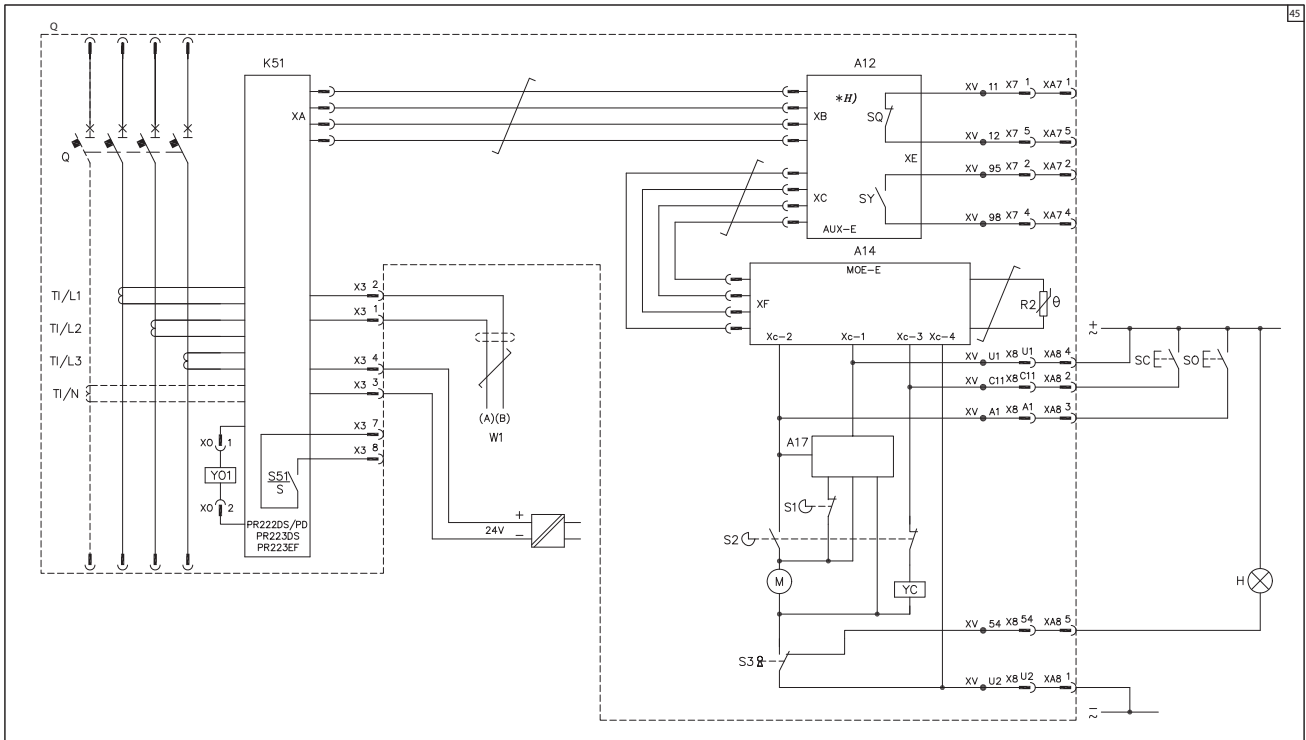 45
Q
K51
A12
XA
*H)
XB
SQ
XE
XC
SY
AUX-E
XV 11 X7 1 XA7 1
XV 12 X7 5 XA7 5
XV 95 X7 2 XA7 2
XV 98 X7 4 XA7 4
Q
A14
MOE-E
XF
Xc-2 Xc-1 Xc-3 Xc-4
R2 θ
TI/L1
TI/L2
TI/L3
TI/N
X3 2
X3 1
X3 4
X3 3
X3 7
X3 8
(A)(B)
W1
+
~
XV U1 X8 U1 XA8 4
XV C11 X8 C11 XA8 2
XV A1 X8 A1 XA8 3
SC SO
X0 1
YO1
X0 2
S51
S
PR222DS/PD
PR223DS
PR223EF
+
24V
–
A17
S1
S2
M
YC
H
S3
XV 54 X8 54 XA8 5
XV U2 X8 U2 XA8 1
–
~